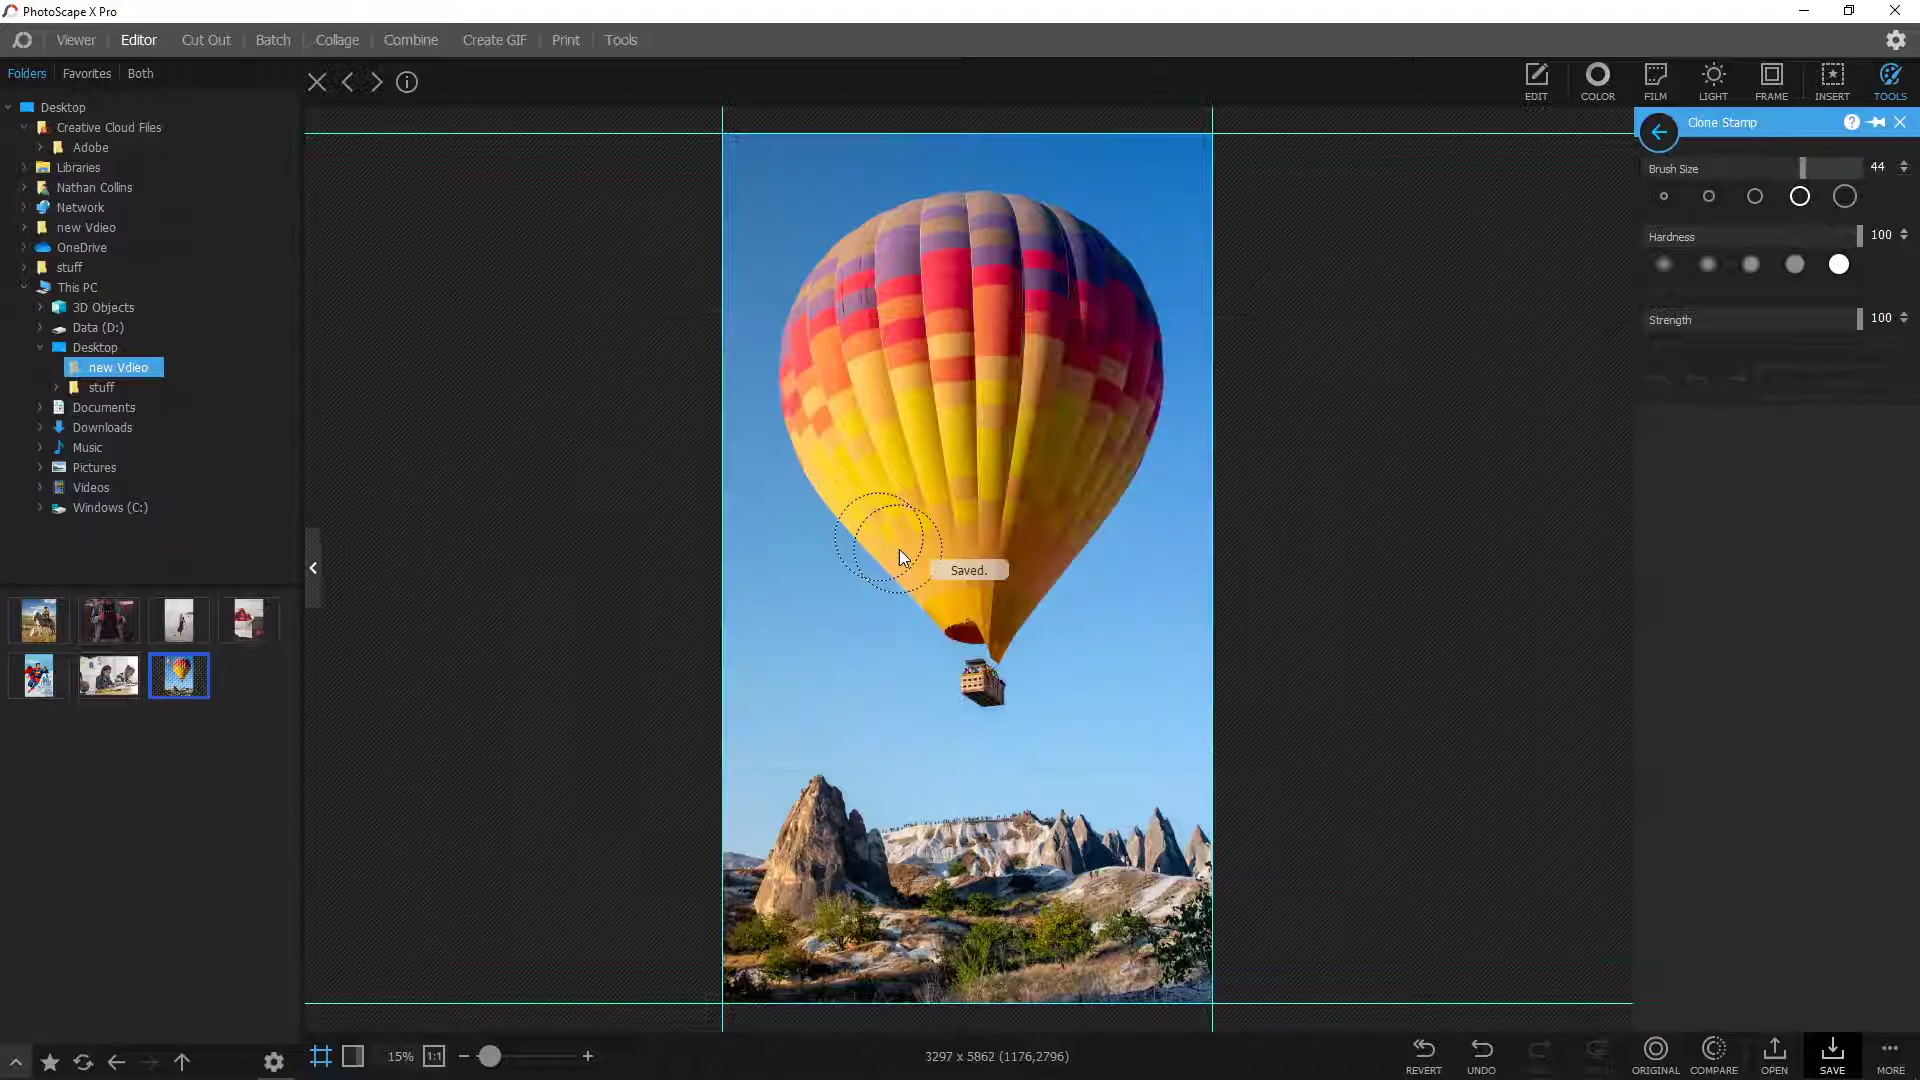 PhotoScape X Pro
Viewer Editor Cut Out Batch Collage Combine Create GIF Print Tools
Folders Favorites Both
EDIT COLOR FILM LIGHT FRAME INSERT TOOLS
Desktop
Creative Cloud Files
Adobe
Libraries
Nathan Collins
Network
new Vdieo
OneDrive
stuff
This PC
3D Objects
Data (D:)
Desktop
new Vdieo
stuff
Documents
Downloads
Music
Pictures
Videos
Windows (C:)
Clone Stamp
Brush Size 44
Hardness 100
Strength 100
Saved.
15% 1:1
3297 x 5862 (1176,2796)
REVERT UNDO ORIGINAL COMPARE OPEN SAVE MORE